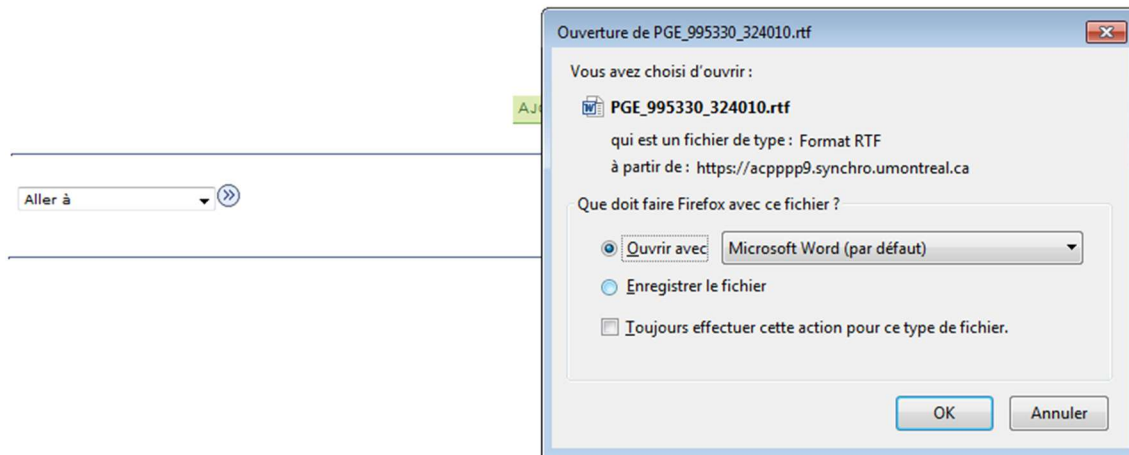 Ouverture de PGE_995330_324010.rtf
Vous avez choisi d'ouvrir :
PGE_995330_324010.rtf
qui est un fichier de type : Format RTF
à partir de : https://acpppp9.synchro.umontreal.ca
Que doit faire Firefox avec ce fichier ?
Ouvrir avec Microsoft Word (par défaut)
Enregistrer le fichier
Toujours effectuer cette action pour ce type de fichier.
OK Annuler
Aller à